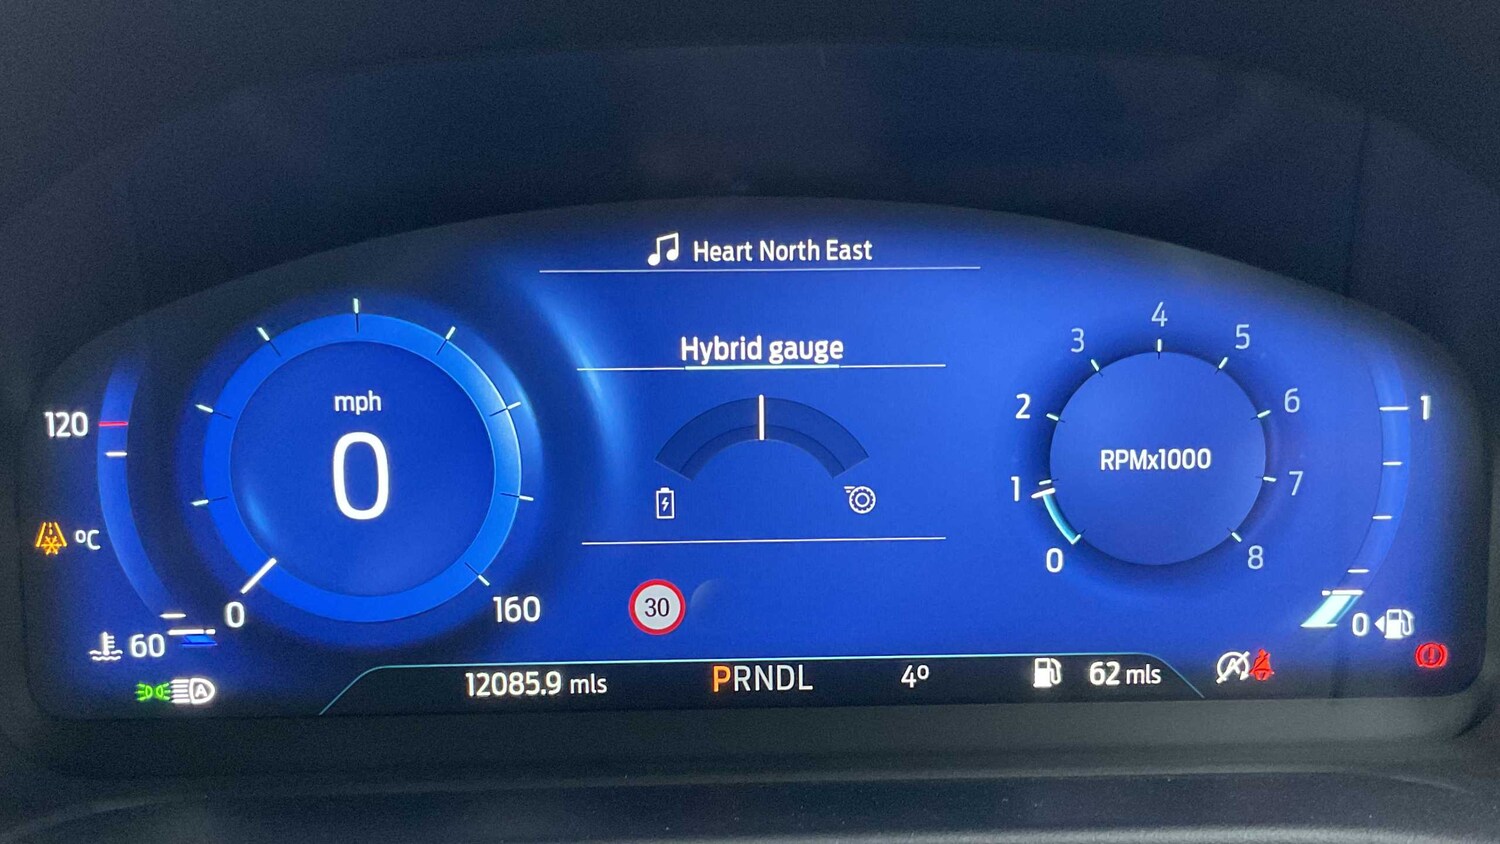 Heart North East
Hybrid gauge
120
°C
60
mph
0
0
160
30
RPMx1000
0
1
2
3
4
5
6
7
8
1
0
A
12085.9 mls
PRNDL
4°
62 mls
A